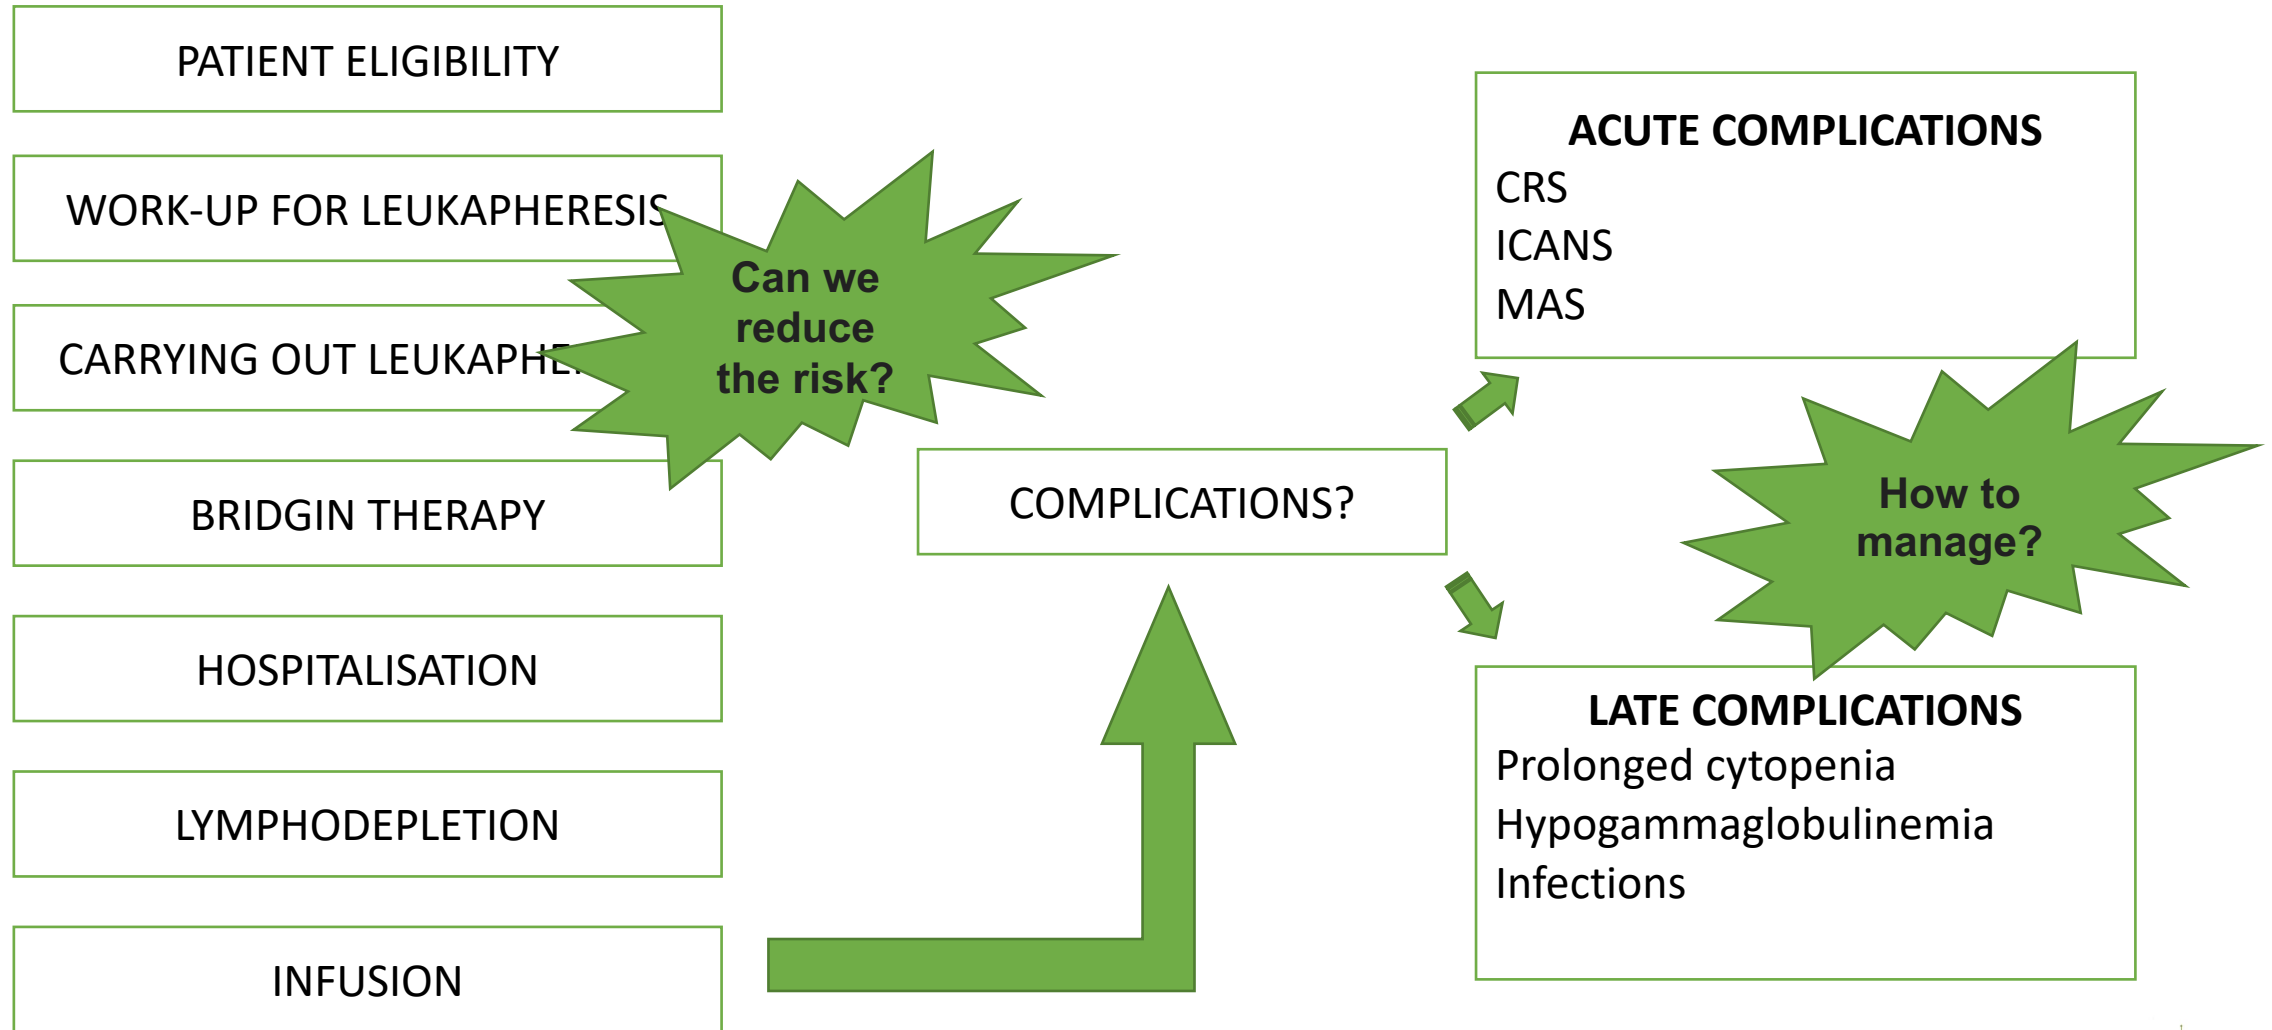 PATIENT ELIGIBILITY
WORK-UP FOR LEUKAPHERESIS
CARRYING OUT LEUKAPHE
BRIDGIN THERAPY
HOSPITALISATION
LYMPHODEPLETION
INFUSION
Can we
reduce
the risk?
COMPLICATIONS?
ACUTE COMPLICATIONS
CRS
ICANS
MAS
How to
manage?
LATE COMPLICATIONS
Prolonged cytopenia
Hypogammaglobulinemia
Infections